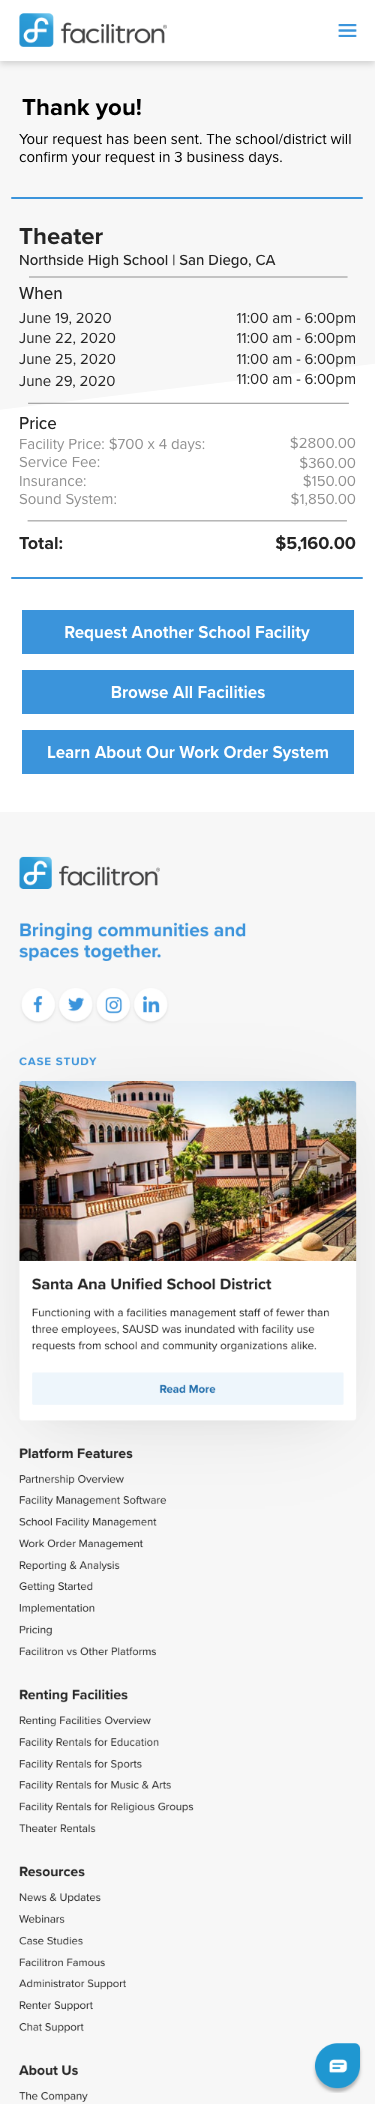 facilitron
Thank you!
Your request has been sent. The school/district will
confirm your request in 3 business days.
Theater
Northside High School | San Diego, CA
When
June 19, 2020 11:00 am - 6:00pm
June 22, 2020 11:00 am - 6:00pm
June 25, 2020 11:00 am - 6:00pm
June 29, 2020 11:00 am - 6:00pm
Price
Facility Price: $700 x 4 days: $2800.00
Service Fee: $360.00
Insurance: $150.00
Sound System: $1,850.00
Total: $5,160.00
Request Another School Facility
Browse All Facilities
Learn About Our Work Order System
facilitron
Bringing communities and
spaces together.
CASE STUDY
Santa Ana Unified School District
Functioning with a facilities management staff of fewer than
three employees, SAUSD was inundated with facility use
requests from school and community organizations alike.
Read More
Platform Features
Partnership Overview
Facility Management Software
School Facility Management
Work Order Management
Reporting & Analysis
Getting Started
Implementation
Pricing
Facilitron vs Other Platforms
Renting Facilities
Renting Facilities Overview
Facility Rentals for Education
Facility Rentals for Sports
Facility Rentals for Music & Arts
Facility Rentals for Religious Groups
Theater Rentals
Resources
News & Updates
Webinars
Case Studies
Facilitron Famous
Administrator Support
Renter Support
Chat Support
About Us
The Company